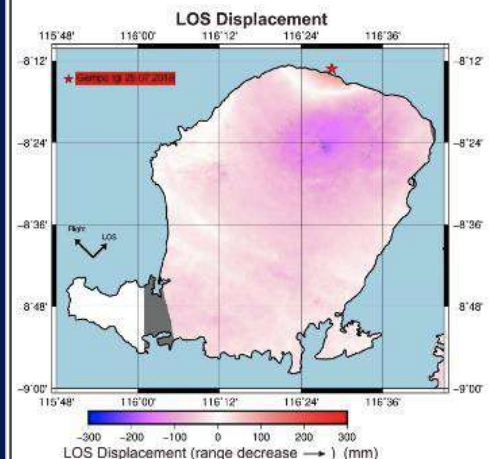 LOS Displacement
115°48' 116°00' 116°12' 116°24' 116°36'
-8°12' -8°12'
Gempa tgl 29 07 2018
-8°24' -8°24'
-8°36' -8°36'
Flight
LOS
-8°48' -8°48'
-9°00' -9°00'
115°48' 116°00' 116°12' 116°24' 116°36'
-300 -200 -100 0 100 200 300
LOS Displacement (range decrease → ) (mm)